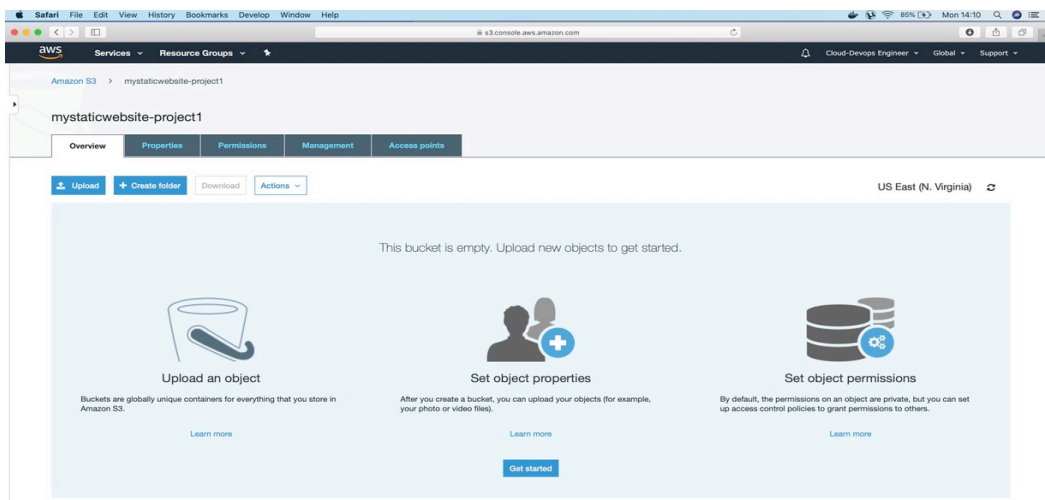 Safari File Edit View History Bookmarks Develop Window Help 85% Mon 14:10
s3.console.aws.amazon.com
aws Services Resource Groups Cloud-Devops Engineer Global Support
Amazon S3 > mystaticwebsite-project1
mystaticwebsite-project1
Overview Properties Permissions Management Access points
Upload + Create folder Download Actions US East (N. Virginia)
This bucket is empty. Upload new objects to get started.
Upload an object
Buckets are globally unique containers for everything that you store in
Amazon S3.
Learn more
Set object properties
After you create a bucket, you can upload your objects (for example,
your photo or video files).
Learn more
Get started
Set object permissions
By default, the permissions on an object are private, but you can set
up access control policies to grant permissions to others.
Learn more